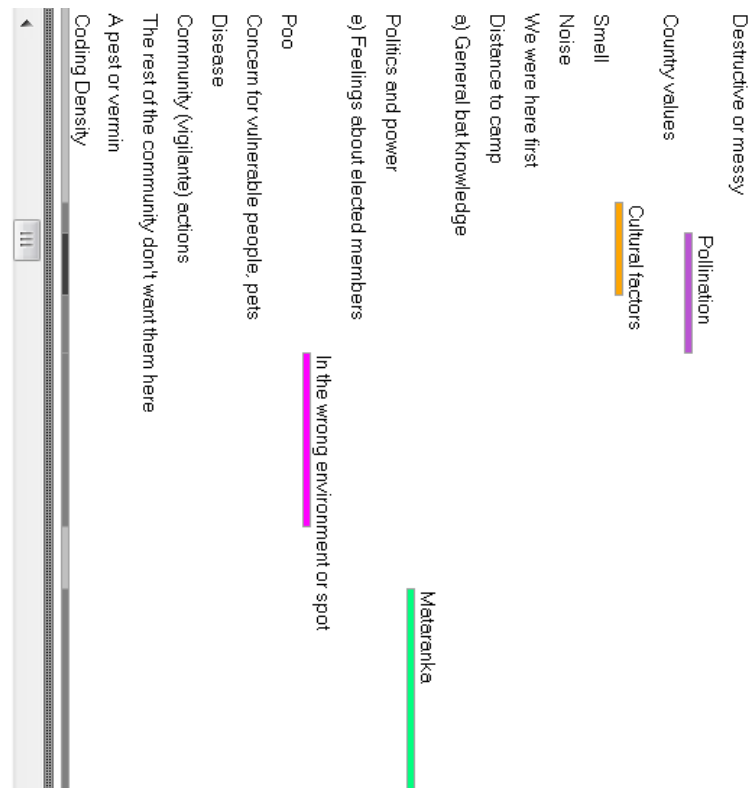 Destructive or messy
Pollination
Country values
Cultural factors
Smell
Noise
We were here first
Distance to camp
a) General bat knowledge
Mataranka
Politics and power
e) Feelings about elected members
In the wrong environment or spot
Poo
Concern for vulnerable people, pets
Disease
Community (vigilante) actions
The rest of the community don't want them here
A pest or vermin
Coding Density